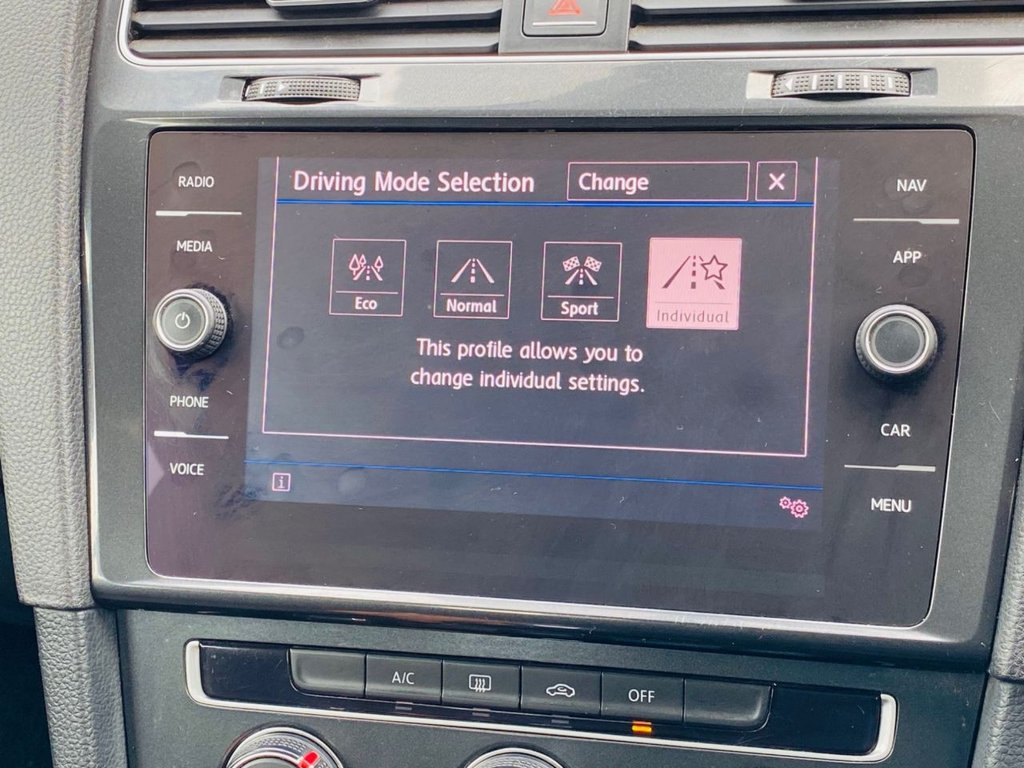 RADIO
MEDIA
PHONE
VOICE
Driving Mode Selection
Change
X
Eco
Normal
Sport
Individual
This profile allows you to
change individual settings.
i
NAV
APP
CAR
MENU
A/C
OFF